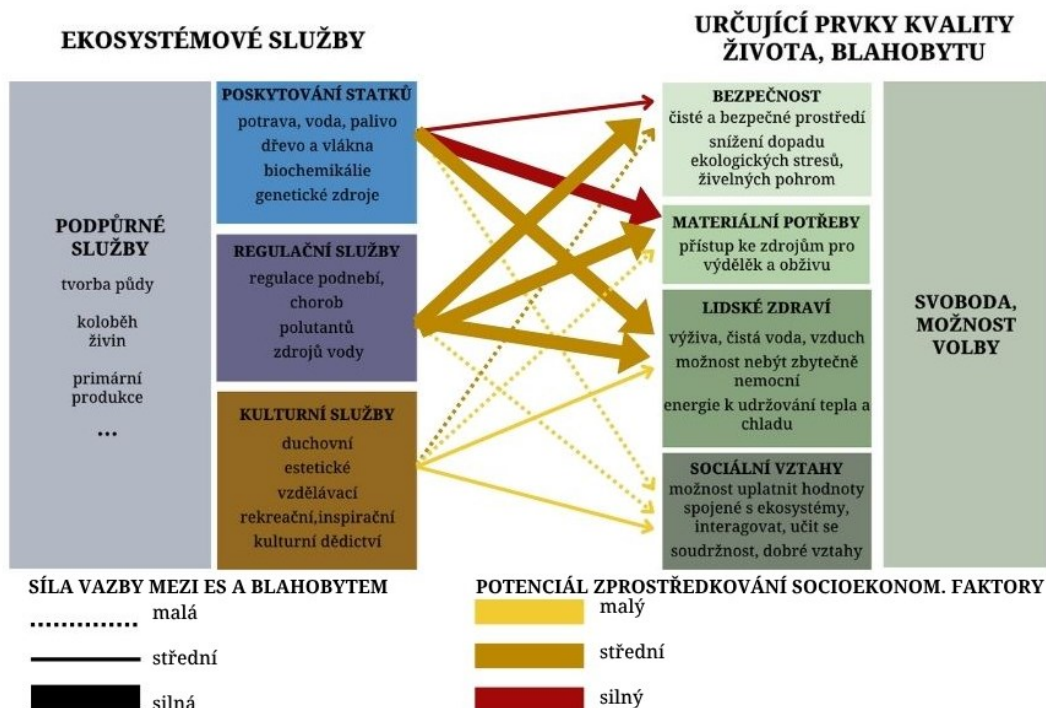 EKOSYSTÉMOVÉ SLUŽBY
URČUJÍCÍ PRVKY KVALITY
ŽIVOTA, BLAHOBYTU
PODPŮRNÉ
SLUŽBY
tvorba půdy
koloběh
živin
primární
produkce
...
POSKYTOVÁNÍ STATKŮ
potrava, voda, palivo
dřevo a vlákna
biochemikálie
genetické zdroje
REGULAČNÍ SLUŽBY
regulace podnebí,
chorob
polutantů
zdrojů vody
KULTURNÍ SLUŽBY
duchovní
estetické
vzdělávací
rekreační,inspirační
kulturní dědictví
BEZPEČNOST
čisté a bezpečné prostředí
snížení dopadu
ekologických stresů,
živelných pohrom
MATERIÁLNÍ POTŘEBY
přístup ke zdrojům pro
výdělěk a obživu
LIDSKÉ ZDRAVÍ
výživa, čistá voda, vzduch
možnost nebýt zbytečně
nemocní
energie k udržování tepla a
chladu
SOCIÁLNÍ VZTAHY
možnost uplatnit hodnoty
spojené s ekosystémy,
interagovat, učit se
soudržnost, dobré vztahy
SVOBODA,
MOŽNOST
VOLBY
SÍLA VAZBY MEZI ES A BLAHOBYTEM
malá
střední
silná
POTENCIÁL ZPROSTŘEDKOVÁNÍ SOCIOEKONOM. FAKTORY
malý
střední
silný